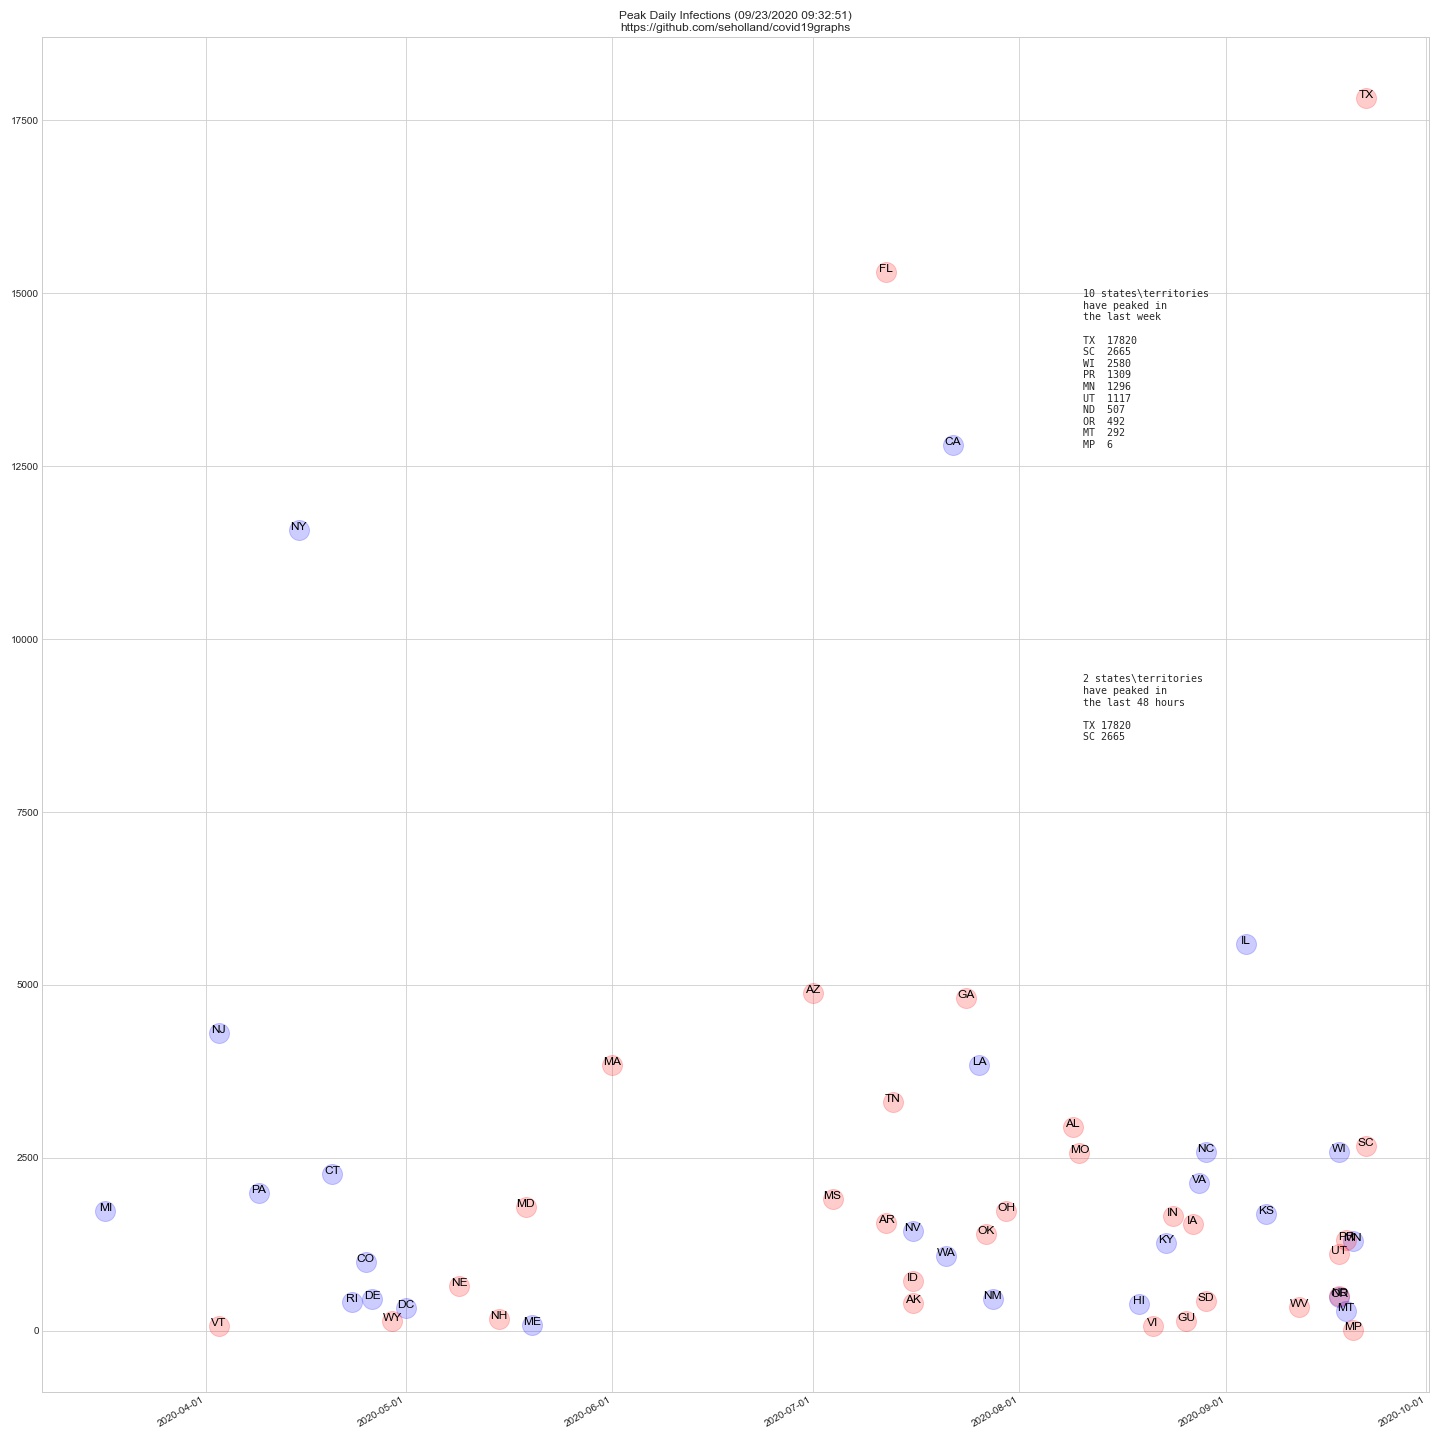 Peak Daily Infections (09/23/2020 09:32:51)
https://github.com/seholland/covid19graphs
TX
17500
FL
15000
10 states\territories
have peaked in
the last week
TX 17820
SC 2665
WI 2580
PR 1309
MN 1296
UT 1117
ND 507
OR 492
MT 292
MP 6
CA
12500
NY
10000
2 states\territories
have peaked in
the last 48 hours
TX 17820
SC 2665
7500
IL
5000
AZ
GA
NJ
MA
LA
TN
AL
MO
NC
WI
SC
2500
CT
VA
PA
MS
MD
MI
OH
KS
IN
IA
AR
NV
OK
KY
PR
MN
UT
WA
CO
ID
NE
RI
DE
DC
AK
NM
HI
SD
WV
ND
OR
MT
VT
WY
NH
ME
VI
GU
MP
0
2020-04-01
2020-05-01
2020-06-01
2020-07-01
2020-08-01
2020-09-01
2020-10-01